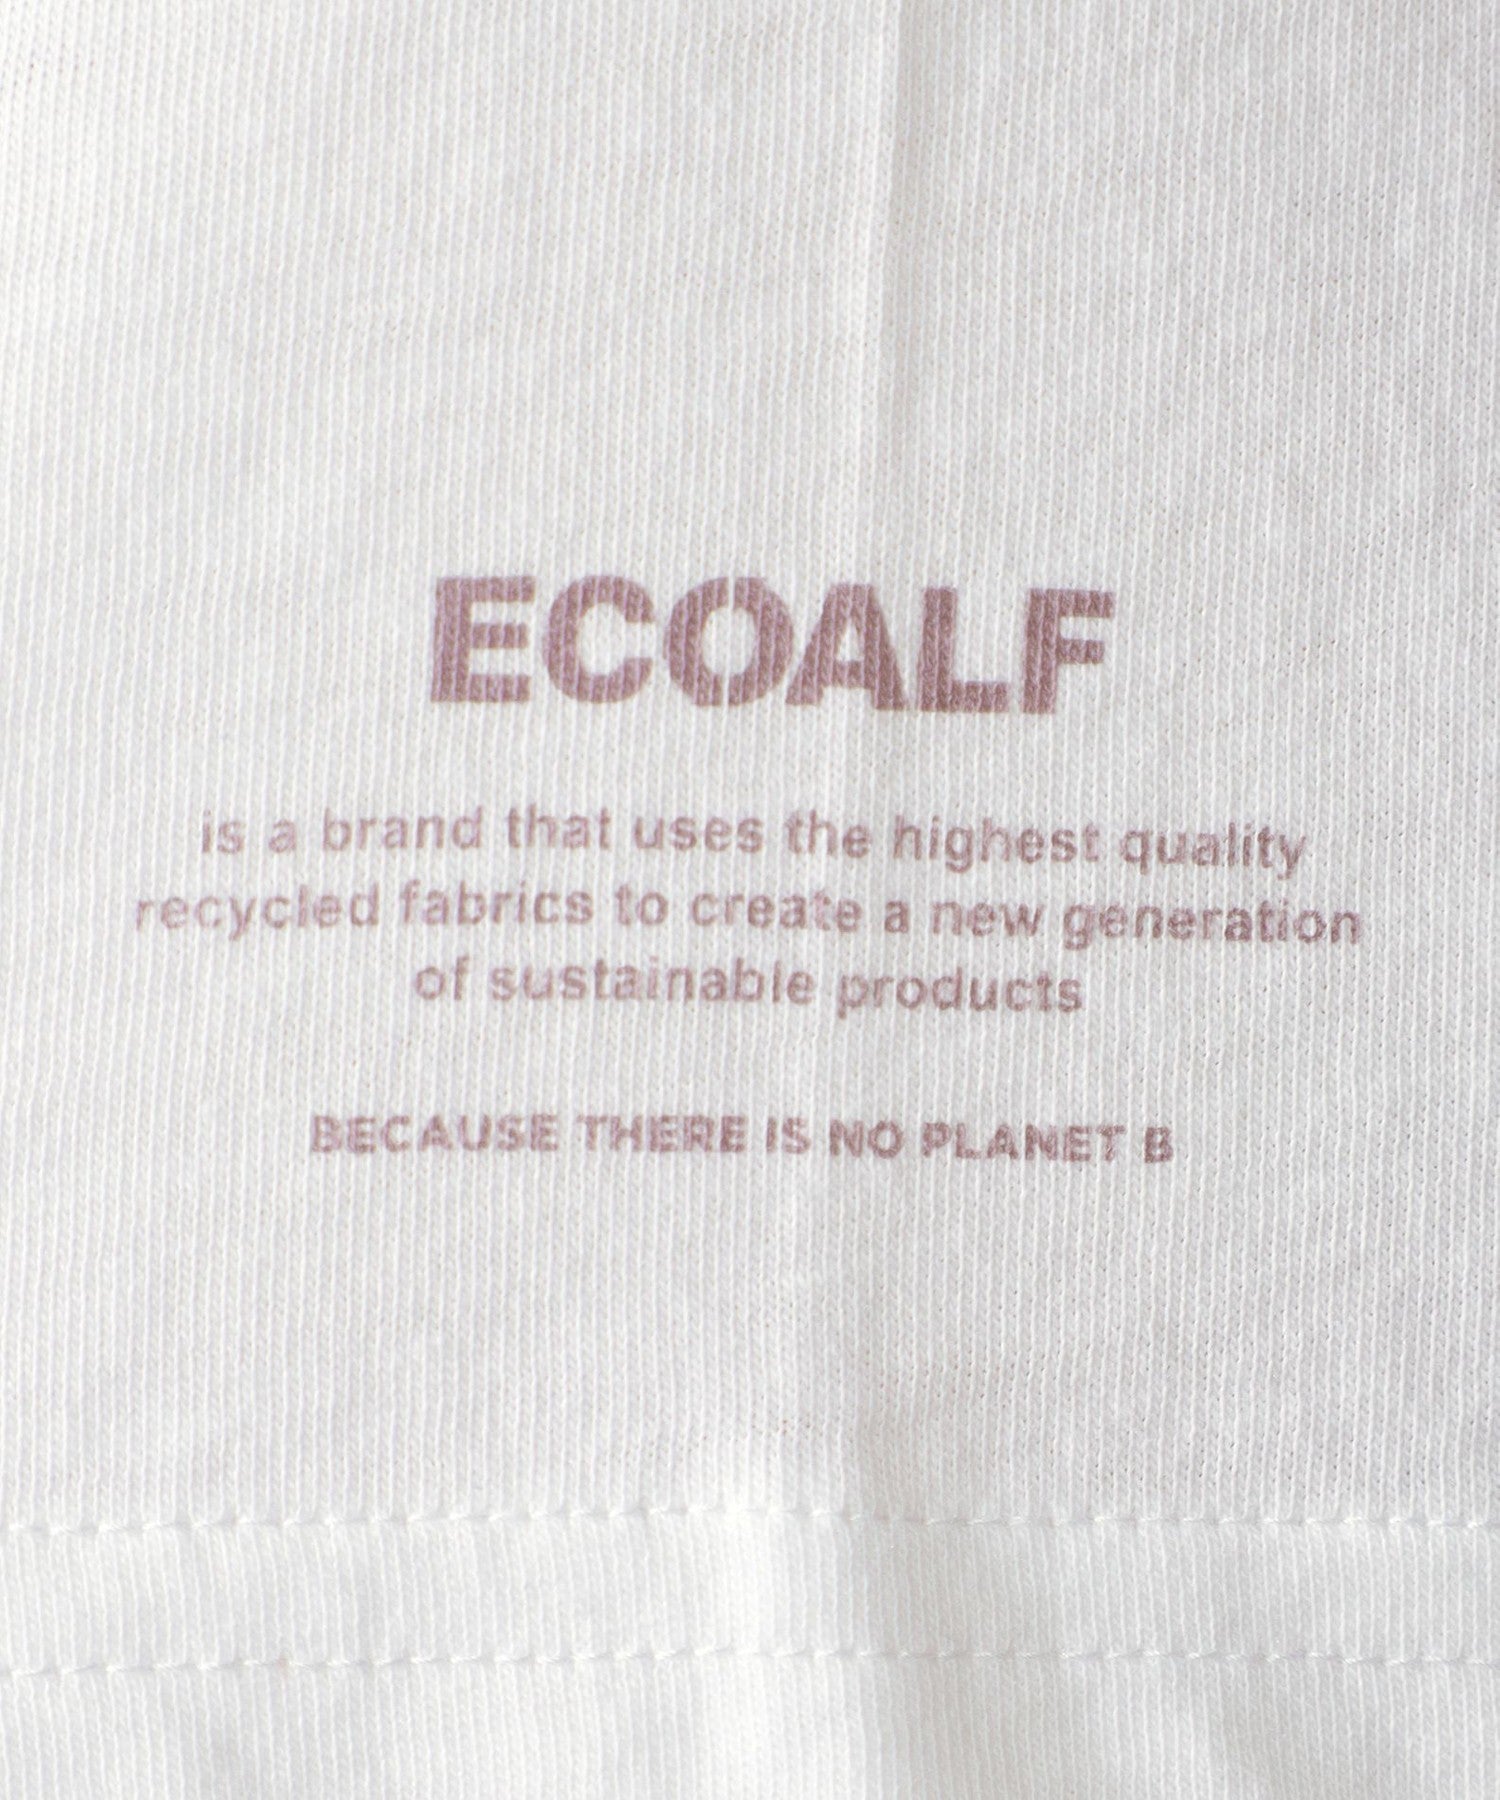 ECOALF
is a brand that uses the highest quality
recycled fabrics to create a new generation
of sustainable products
BECAUSE THERE IS NO PLANET B